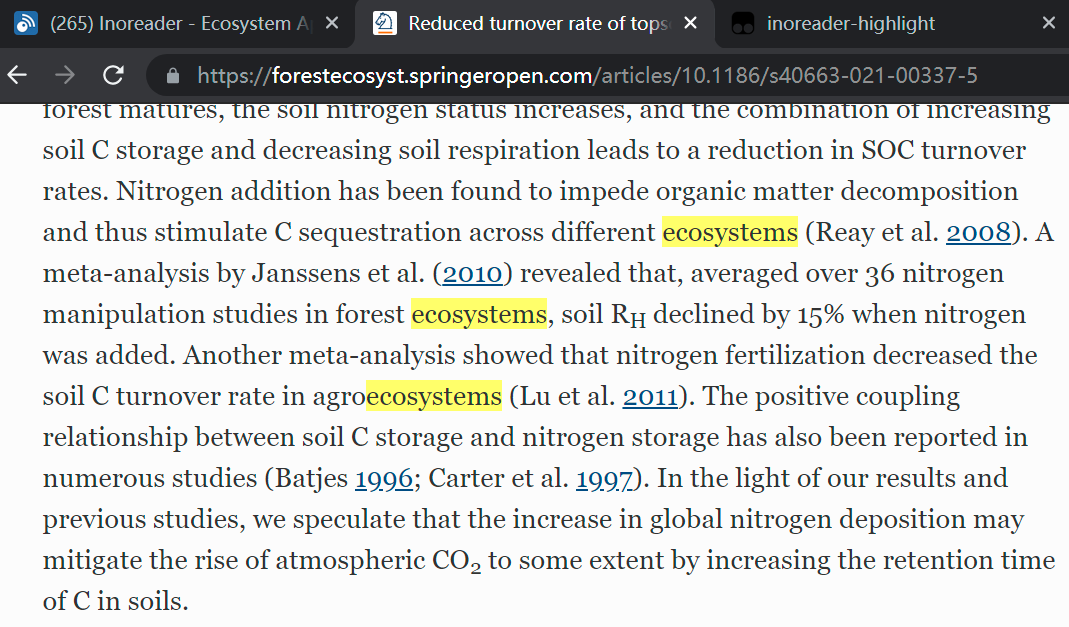 (265) Inoreader - Ecosystem A
Reduced turnover rate of tops
inoreader-highlight
https://forestecosyst.springeropen.com/articles/10.1186/s40663-021-00337-5
forest matures, the soil nitrogen status increases, and the combination of increasing
soil C storage and decreasing soil respiration leads to a reduction in SOC turnover
rates. Nitrogen addition has been found to impede organic matter decomposition
and thus stimulate C sequestration across different ecosystems (Reay et al. 2008). A
meta-analysis by Janssens et al. (2010) revealed that, averaged over 36 nitrogen
manipulation studies in forest ecosystems, soil RH declined by 15% when nitrogen
was added. Another meta-analysis showed that nitrogen fertilization decreased the
soil C turnover rate in agroecosystems (Lu et al. 2011). The positive coupling
relationship between soil C storage and nitrogen storage has also been reported in
numerous studies (Batjes 1996; Carter et al. 1997). In the light of our results and
previous studies, we speculate that the increase in global nitrogen deposition may
mitigate the rise of atmospheric CO2 to some extent by increasing the retention time
of C in soils.